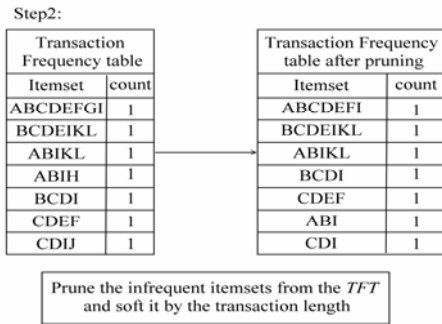 Step2:
Transaction Frequency table
Itemset count
ABCDEFGI 1
BCDEIKL 1
ABIKL 1
ABIH 1
BCDI 1
CDEF 1
CDIJ 1
Transaction Frequency table after pruning
Itemset count
ABCDEFI 1
BCDEIKL 1
ABIKL 1
BCDI 1
CDEF 1
ABI 1
CDI 1
Prune the infrequent itemsets from the TFT
and soft it by the transaction length